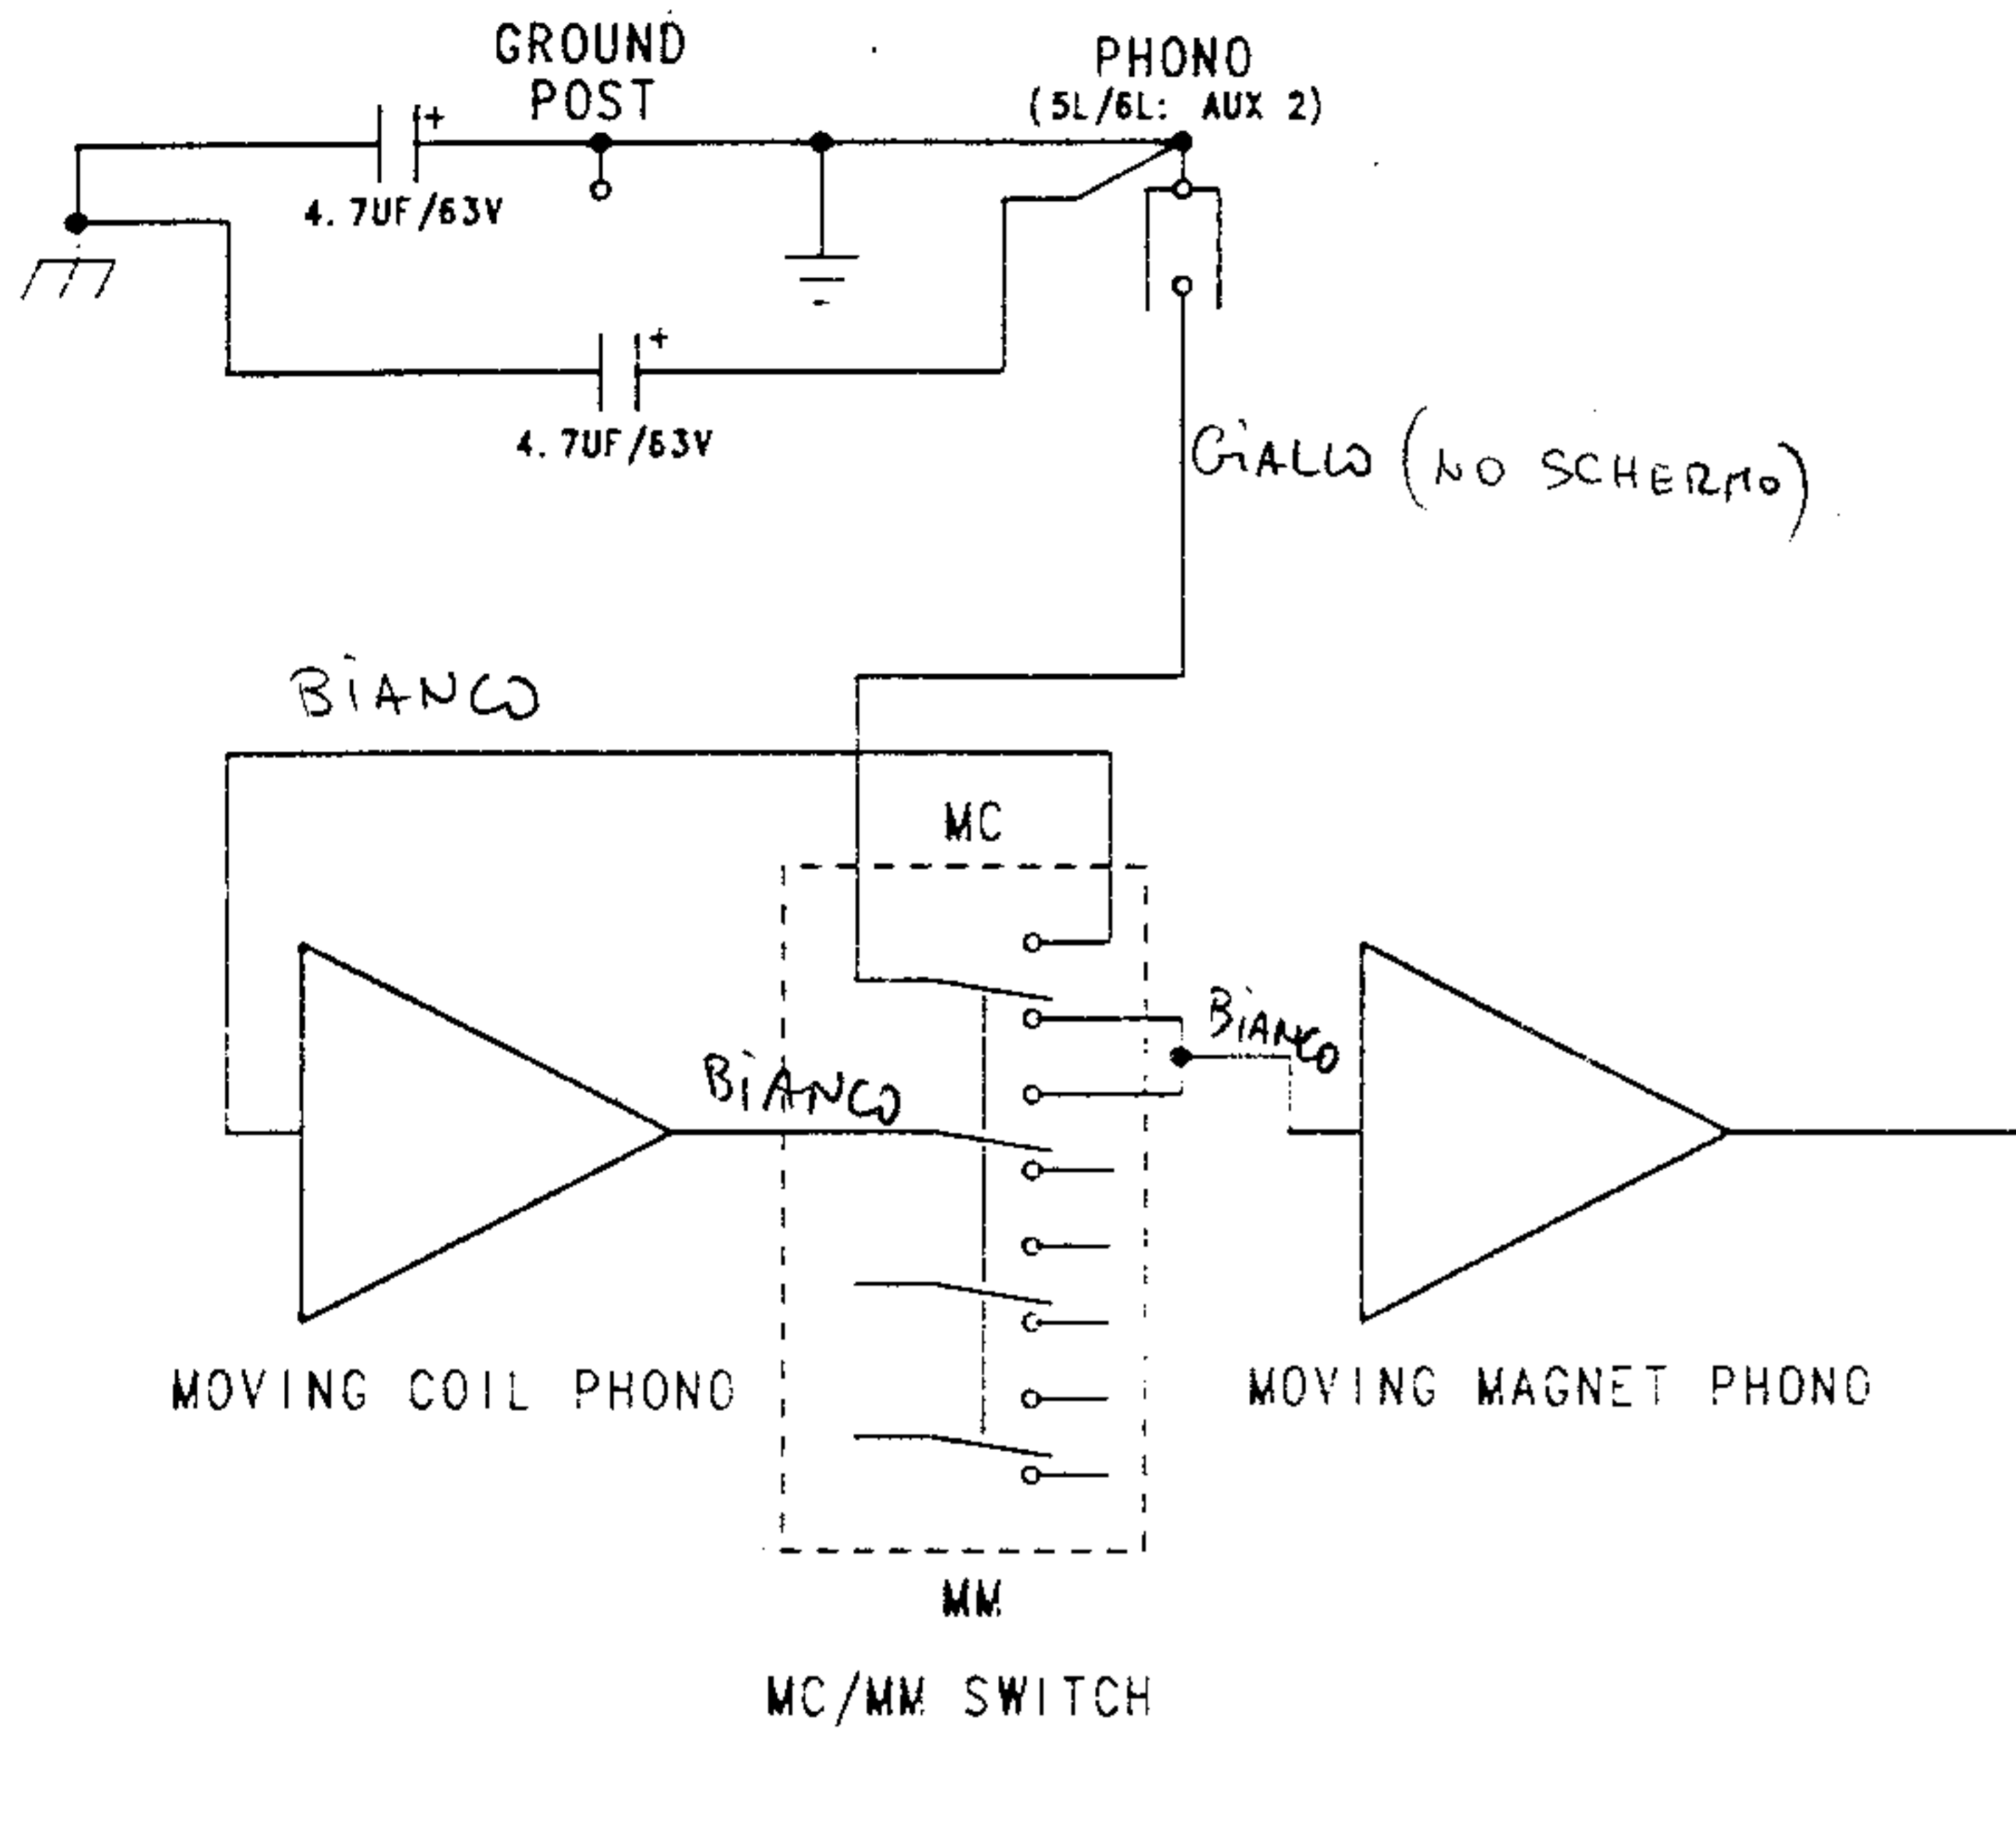 GROUND
POST
PHONO
(5L/6L: AUX 2)
+
4.7UF/63V
+
4.7UF/63V
GiALLO (NO SCHERMO)
BiANCO
MC
BiANCO
BiANCO
MOVING COIL PHONO
MOVING MAGNET PHONO
MM
MC/MM SWITCH